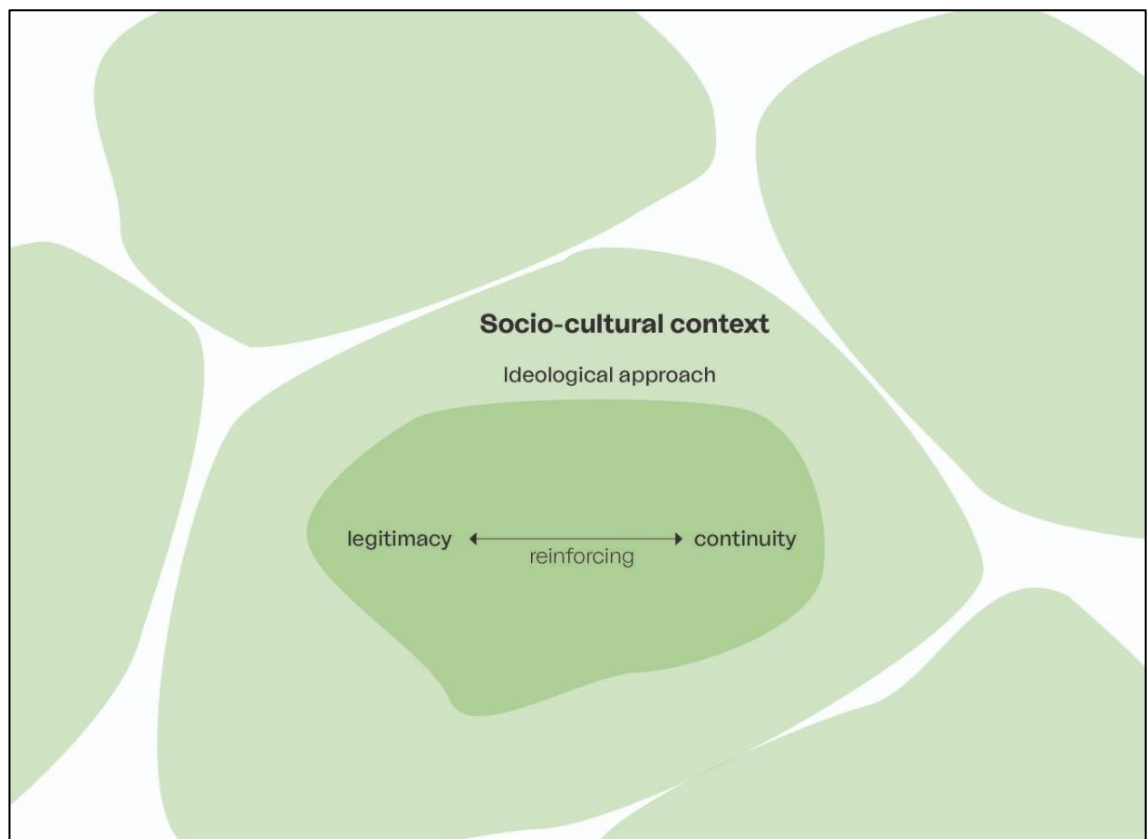 Socio-cultural context
Ideological approach
legitimacy continuity
reinforcing